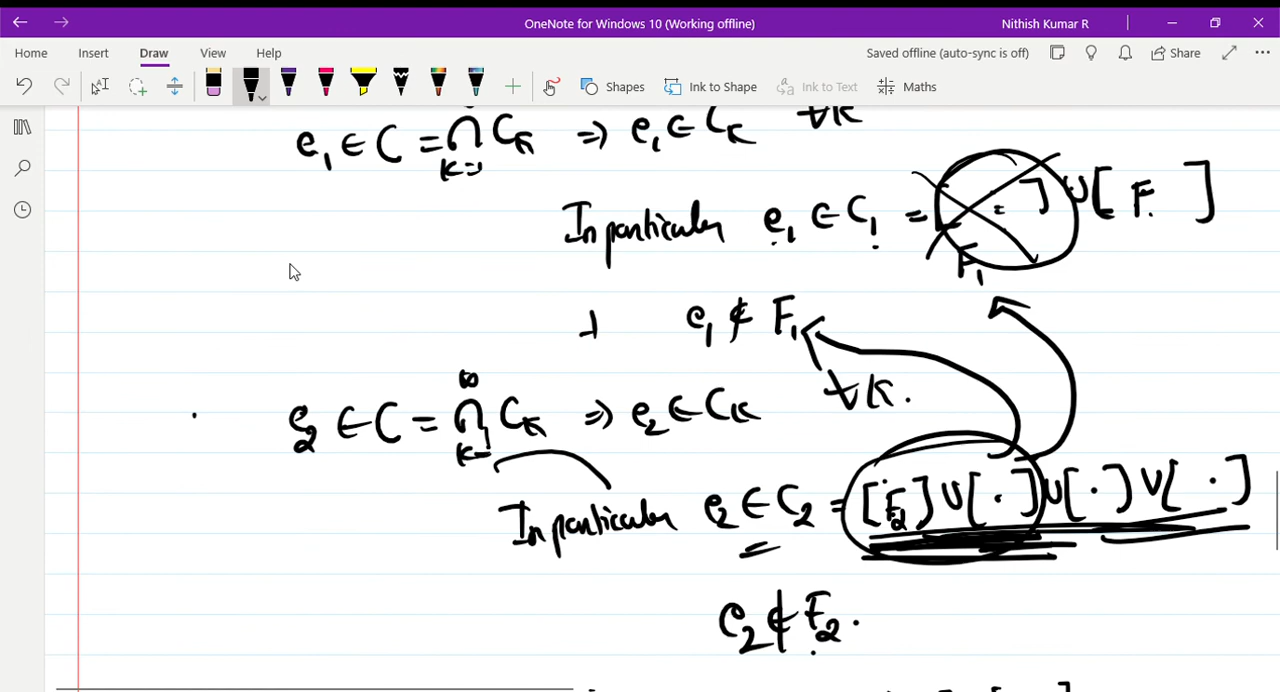 OneNote for Windows 10 (Working offline)
Nithish Kumar R
Home Insert Draw View Help
Saved offline (auto-sync is off)
Share
Shapes
Ink to Shape
Ink to Text
Maths
e₁ ∈ C = ⋂ₖ₌₁ Cₖ ⇒ e₁ ∈ Cₖ ∀k
In particular e₁ ∈ C₁ = [ ] ∪ [ F. ]
F₁
e₁ ∉ F₁
e₂ ∈ C = ⋂ₖ₌₁^∞ Cₖ ⇒ e₂ ∈ Cₖ ∀k.
In particular e₂ ∈ C₂ = [F₂] ∪ [ · ] ∪ [ · ] ∪ [ · ]
e₂ ∉ F₂.